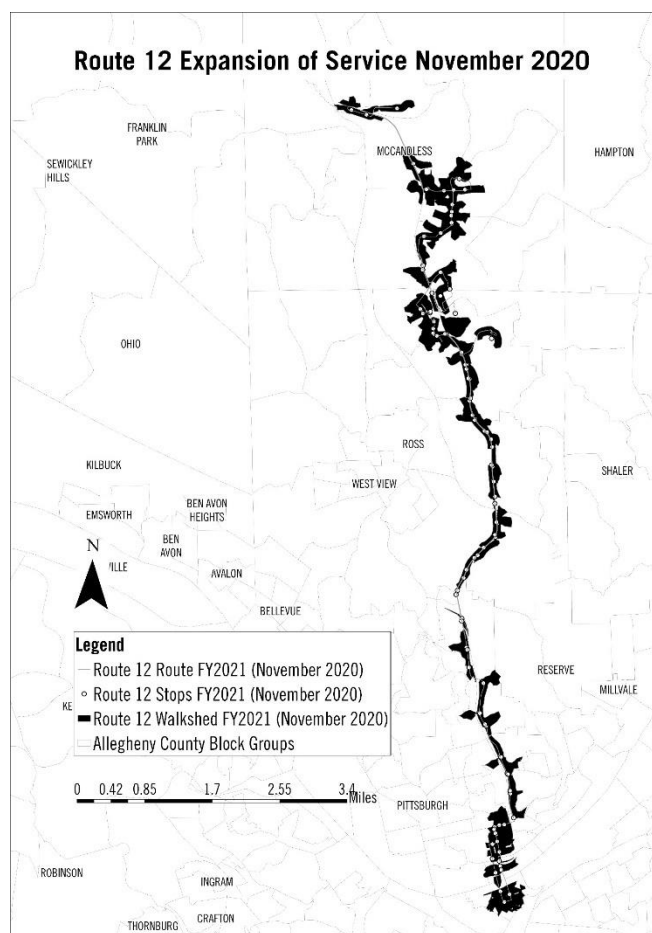 Route 12 Expansion of Service November 2020
FRANKLIN
PARK
MCCANDLESS
HAMPTON
SEWICKLEY
HILLS
OHIO
ROSS
KILBUCK
SHALER
WEST VIEW
BEN AVON
HEIGHTS
EMSWORTH
BEN
AVON
N
VILLE
AVALON
BELLEVUE
Legend
Route 12 Route FY2021 (November 2020)
Route 12 Stops FY2021 (November 2020)
Route 12 Walkshed FY2021 (November 2020)
Allegheny County Block Groups
RESERVE
MILLVALE
KE
0 0.42 0.85 1.7 2.55 3.4
Miles
PITTSBURGH
ROBINSON
INGRAM
CRAFTON
THORNBURG